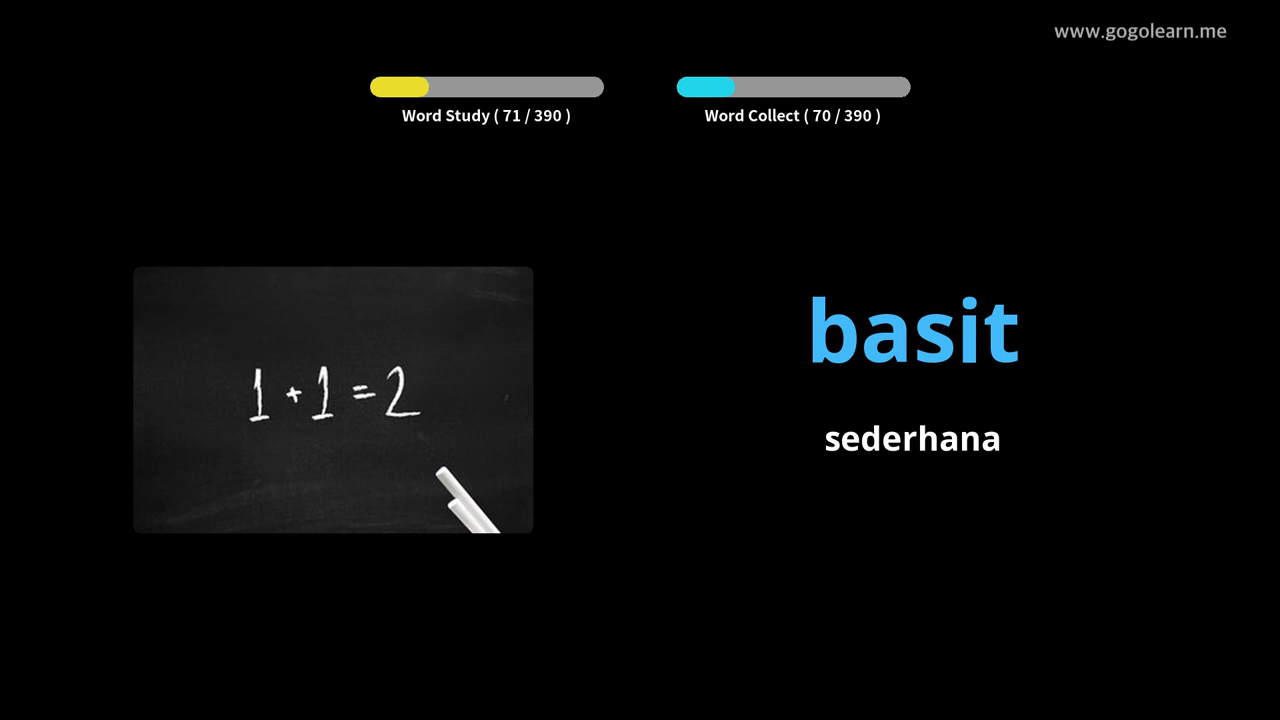 www.gogolearn.me
Word Study ( 71 / 390 )
Word Collect ( 70 / 390 )
1 + 1 = 2
basit
sederhana